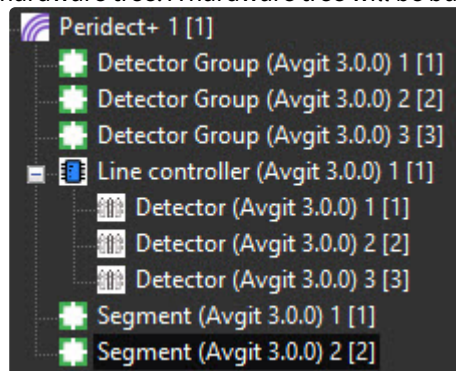 Peridect+ 1 [1]
Detector Group (Avgit 3.0.0) 1 [1]
Detector Group (Avgit 3.0.0) 2 [2]
Detector Group (Avgit 3.0.0) 3 [3]
Line controller (Avgit 3.0.0) 1 [1]
Detector (Avgit 3.0.0) 1 [1]
Detector (Avgit 3.0.0) 2 [2]
Detector (Avgit 3.0.0) 3 [3]
Segment (Avgit 3.0.0) 1 [1]
Segment (Avgit 3.0.0) 2 [2]